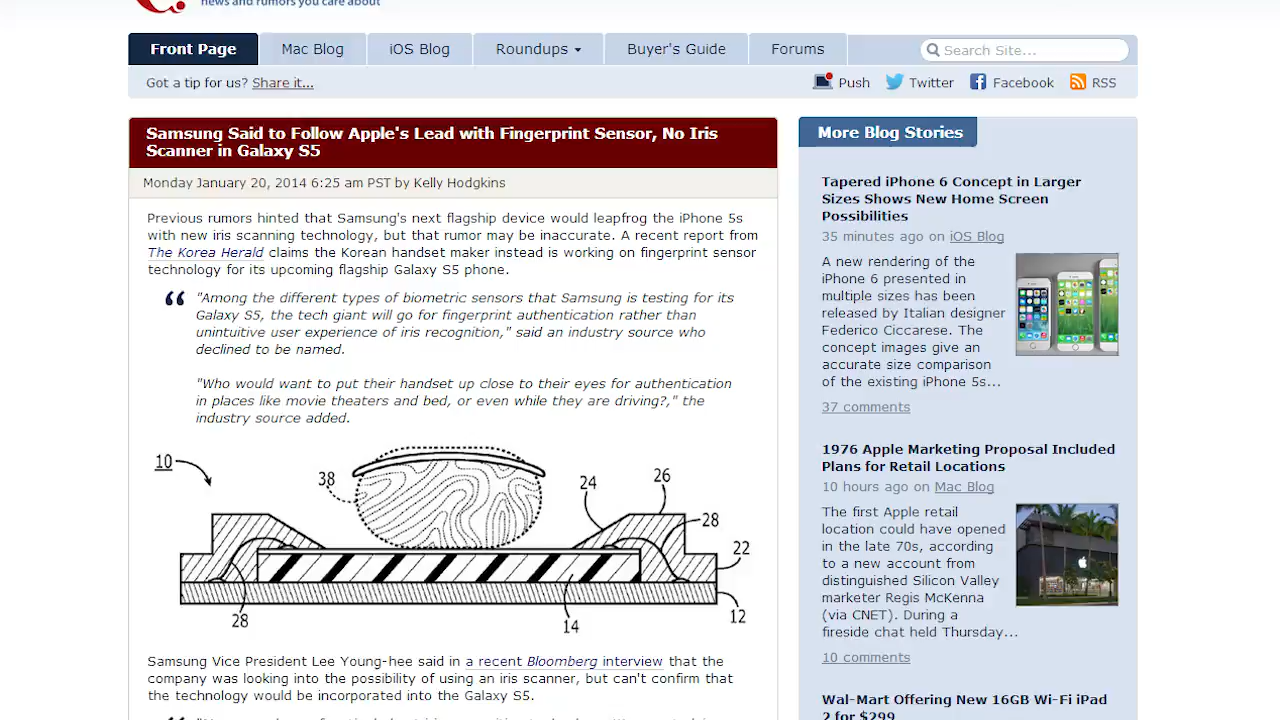 news and rumors you care about
Front Page
Mac Blog
iOS Blog
Roundups
Buyer's Guide
Forums
Search Site...
Got a tip for us? Share it...
Push
Twitter
Facebook
RSS
Samsung Said to Follow Apple's Lead with Fingerprint Sensor, No Iris
Scanner in Galaxy S5
Monday January 20, 2014 6:25 am PST by Kelly Hodgkins
Previous rumors hinted that Samsung's next flagship device would leapfrog the iPhone 5s
with new iris scanning technology, but that rumor may be inaccurate. A recent report from
The Korea Herald claims the Korean handset maker instead is working on fingerprint sensor
technology for its upcoming flagship Galaxy S5 phone.
"Among the different types of biometric sensors that Samsung is testing for its
Galaxy S5, the tech giant will go for fingerprint authentication rather than
unintuitive user experience of iris recognition," said an industry source who
declined to be named.
"Who would want to put their handset up close to their eyes for authentication
in places like movie theaters and bed, or even while they are driving?," the
industry source added.
10
38
24
26
28
22
12
28
14
Samsung Vice President Lee Young-hee said in a recent Bloomberg interview that the
company was looking into the possibility of using an iris scanner, but can't confirm that
the technology would be incorporated into the Galaxy S5.
More Blog Stories
Tapered iPhone 6 Concept in Larger
Sizes Shows New Home Screen
Possibilities
35 minutes ago on iOS Blog
A new rendering of the
iPhone 6 presented in
multiple sizes has been
released by Italian designer
Federico Ciccarese. The
concept images give an
accurate size comparison
of the existing iPhone 5s...
37 comments
1976 Apple Marketing Proposal Included
Plans for Retail Locations
10 hours ago on Mac Blog
The first Apple retail
location could have opened
in the late 70s, according
to a new account from
distinguished Silicon Valley
marketer Regis McKenna
(via CNET). During a
fireside chat held Thursday...
10 comments
Wal-Mart Offering New 16GB Wi-Fi iPad
2 for $299